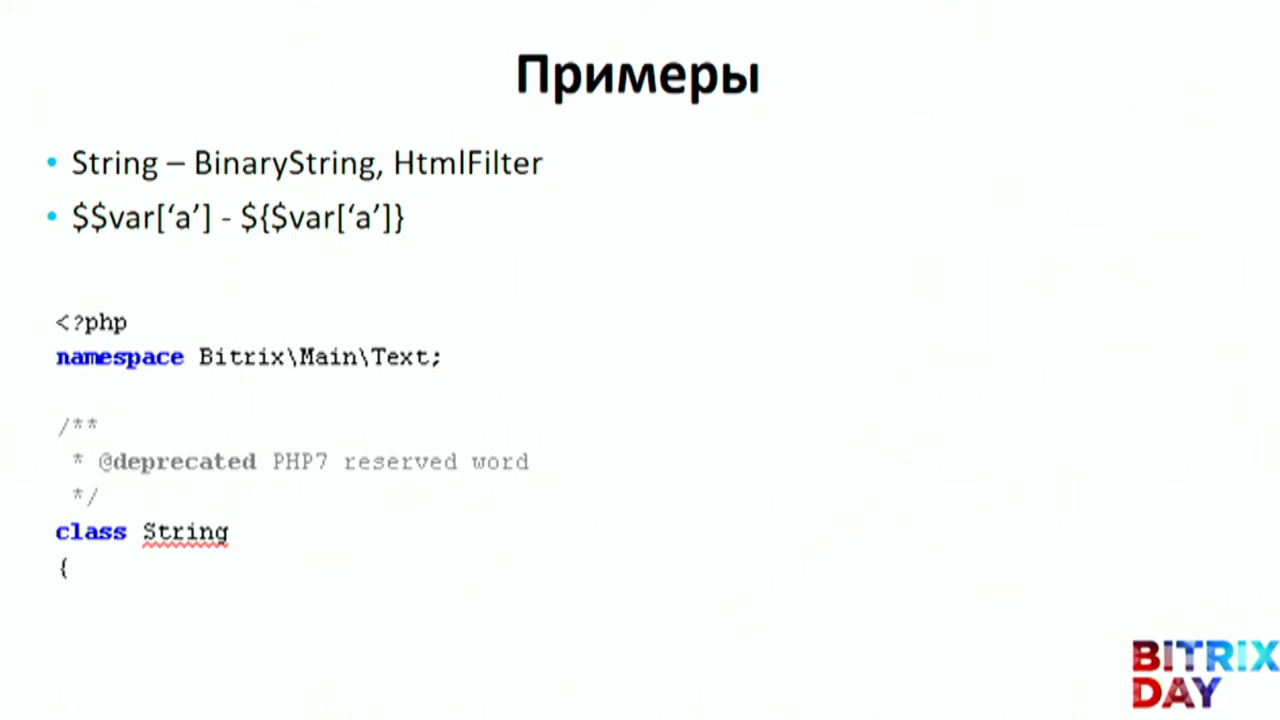 Примеры
• String – BinaryString, HtmlFilter
• $$var[‘a’] - ${$var[‘a’]}
<?php
namespace Bitrix\Main\Text;
/**
* @deprecated PHP7 reserved word
*/
class String
{
BITRIX
DAY